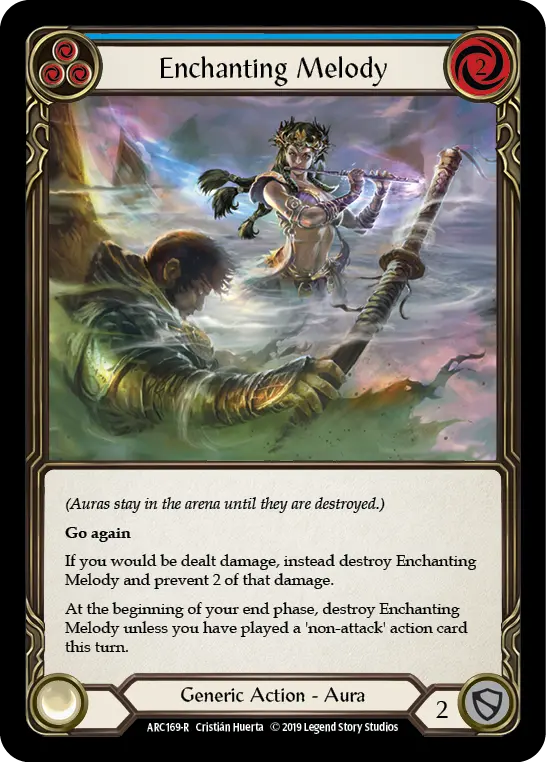 Enchanting Melody
2
(Auras stay in the arena until they are destroyed.)
Go again
If you would be dealt damage, instead destroy Enchanting
Melody and prevent 2 of that damage.
At the beginning of your end phase, destroy Enchanting
Melody unless you have played a 'non-attack' action card
this turn.
Generic Action - Aura
2
ARC169-R Cristián Huerta © 2019 Legend Story Studios